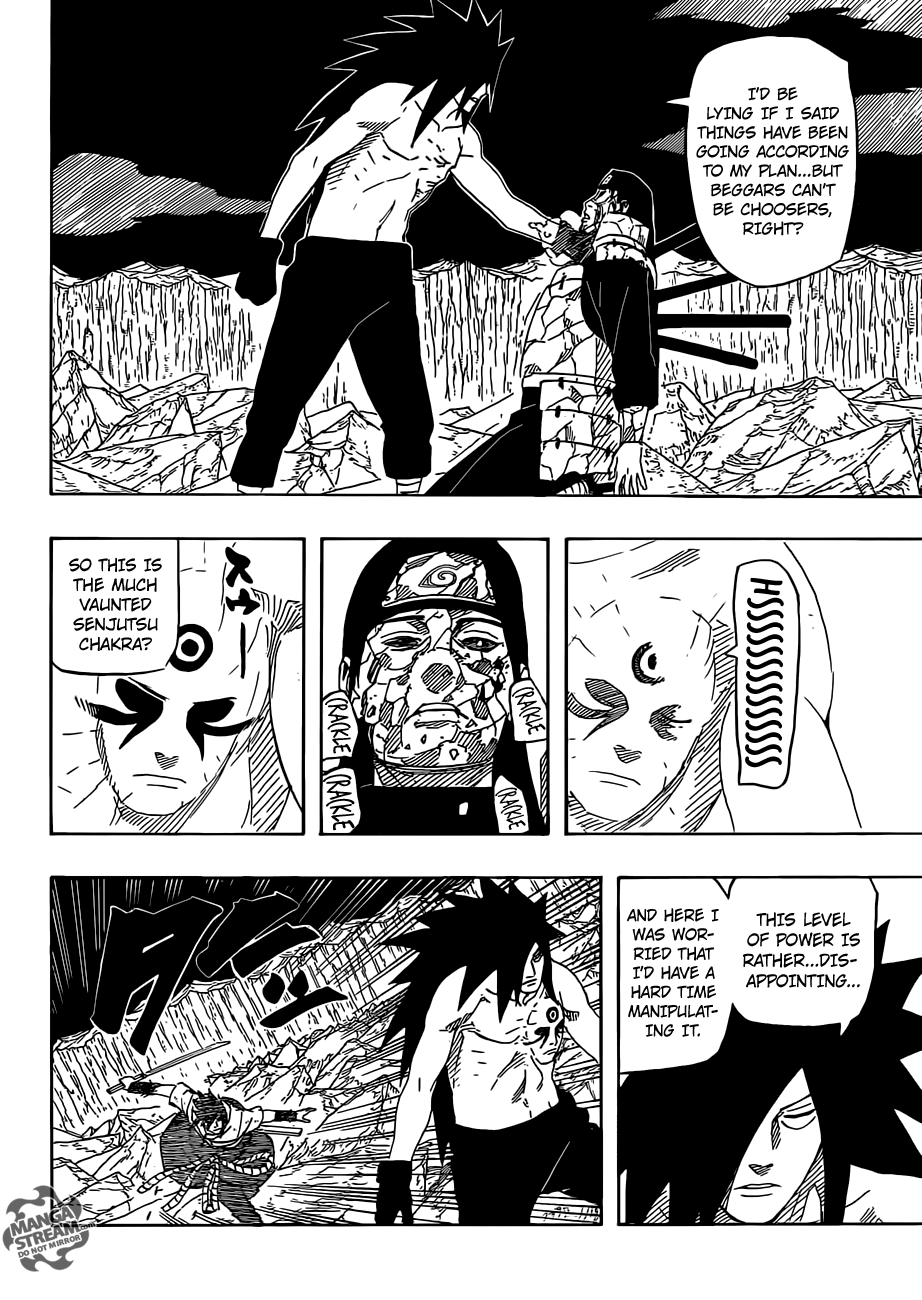 I'D BE
LYING IF I SAID
THINGS HAVE BEEN
GOING ACCORDING
TO MY PLAN...BUT
BEGGARS CAN'T
BE CHOOSERS,
RIGHT?
HSSSSSSSSSSS
CRACKLE
CRACKLE
CRACKLE
CRACKLE
SO THIS IS
THE MUCH
VAUNTED
SENJUTSU
CHAKRA?
スゥー
THIS LEVEL
OF POWER IS
RATHER...DIS-
APPOINTING...
AND HERE I
WAS WOR-
RIED THAT
I'D HAVE A
HARD TIME
MANIPULAT-
ING IT.
MANGA
STREAM.com
DO NOT MIRROR